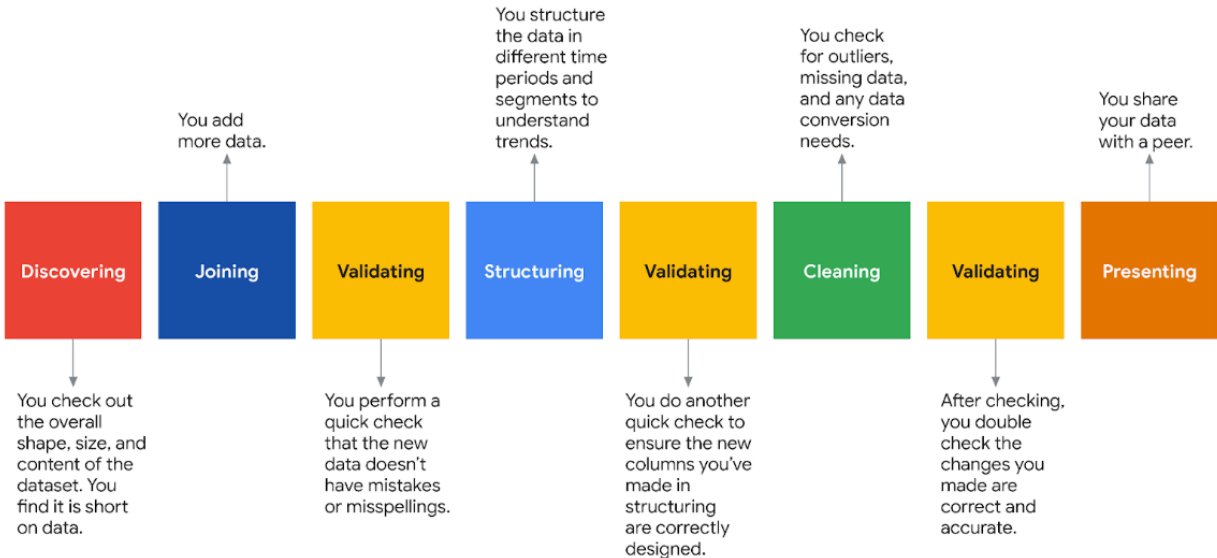 You add
more data.
You structure
the data in
different time
periods and
segments to
understand
trends.
You check
for outliers,
missing data,
and any data
conversion
needs.
You share
your data
with a peer.
Discovering
Joining
Validating
Structuring
Validating
Cleaning
Validating
Presenting
You check out
the overall
shape, size, and
content of the
dataset. You
find it is short
on data.
You perform a
quick check
that the new
data doesn't
have mistakes
or misspellings.
You do another
quick check to
ensure the new
columns you've
made in
structuring
are correctly
designed.
After checking,
you double
check the
changes you
made are
correct and
accurate.